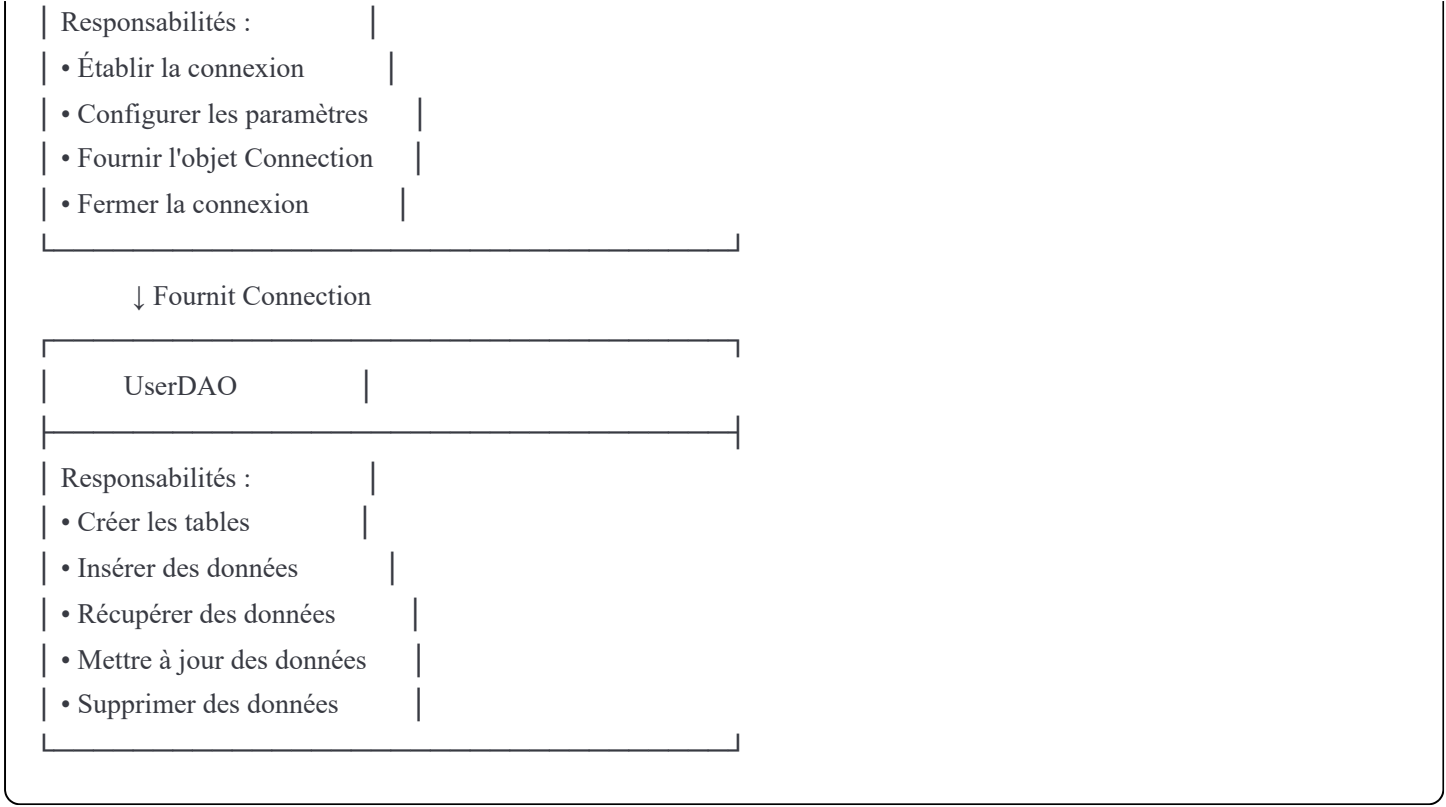 Responsabilités :
• Établir la connexion
• Configurer les paramètres
• Fournir l'objet Connection
• Fermer la connexion
↓ Fournit Connection
UserDAO
Responsabilités :
• Créer les tables
• Insérer des données
• Récupérer des données
• Mettre à jour des données
• Supprimer des données